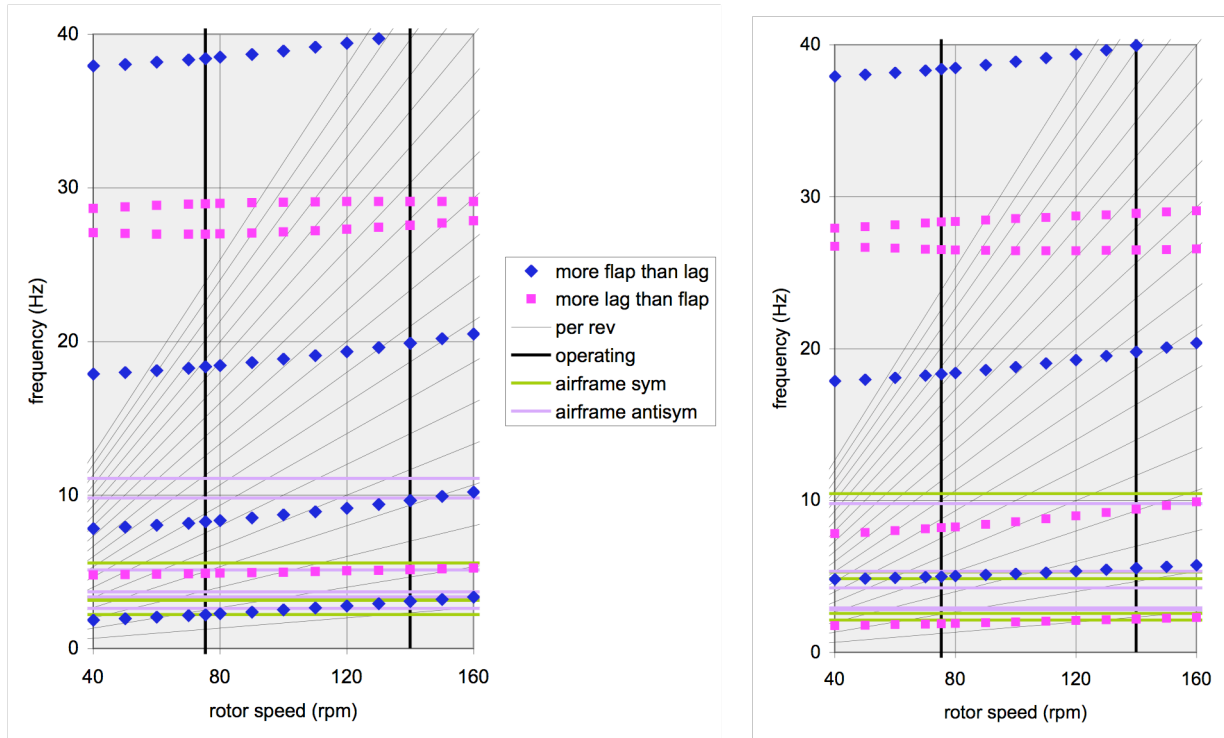 40
30
20
10
0
frequency (Hz)
40
80
120
160
rotor speed (rpm)
more flap than lag
more lag than flap
per rev
operating
airframe sym
airframe antisym
40
30
20
10
0
frequency (Hz)
40
80
120
160
rotor speed (rpm)